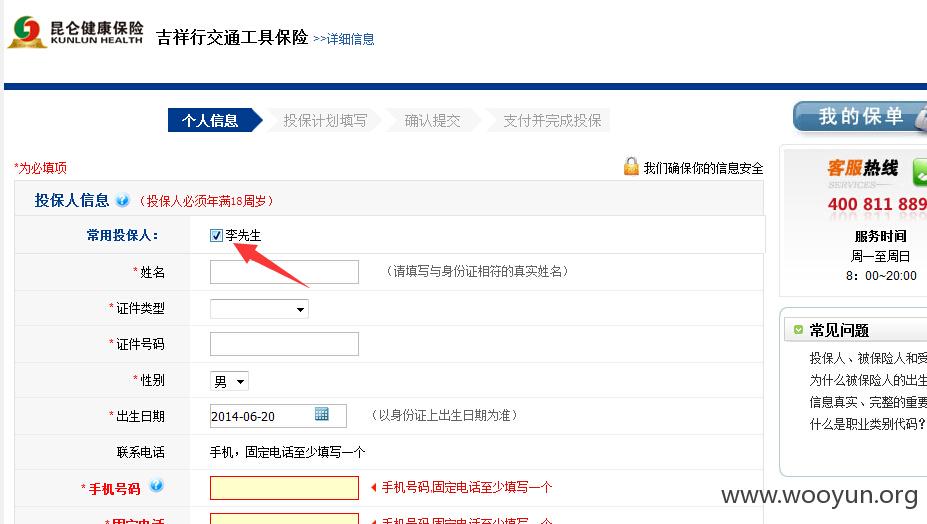 昆仑健康保险
KUNLUN HEALTH
吉祥行交通工具保险 >>详细信息
个人信息 投保计划填写 确认提交 支付并完成投保
我的保单
*为必填项
我们确保你的信息安全
客服热线
SERVICES
400 811 889
服务时间
周一至周日
8：00~20:00
投保人信息 （投保人必须年满18周岁）
常用投保人： 李先生
*姓名 （请填写与身份证相符的真实姓名）
*证件类型
*证件号码
*性别 男
*出生日期 2014-06-20 （以身份证上出生日期为准）
联系电话 手机，固定电话至少填写一个
*手机号码 手机号码,固定电话至少填写一个
*固定电话 手机号码,固定电话至少填写一个
常见问题
投保人、被保险人和受
为什么被保险人的出生
信息真实、完整的重要
什么是职业类别代码？
www.wooyun.org